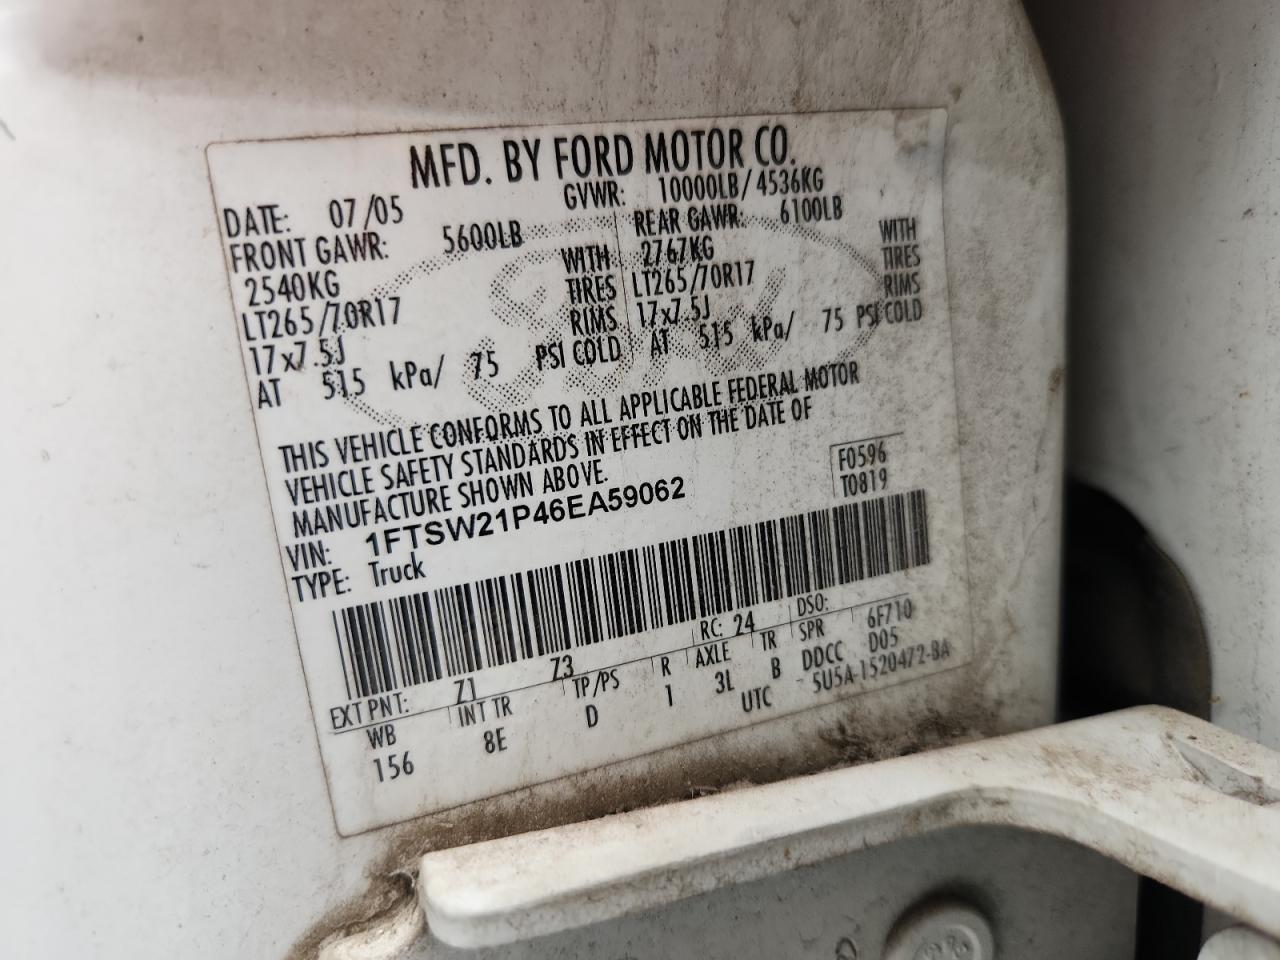 MFD. BY FORD MOTOR CO.
DATE: 07/05 GVWR: 10000LB/4536KG
FRONT GAWR: 5600LB REAR GAWR: 6100LB
2540KG WITH 2767KG WITH
LT265/70R17 TIRES LT265/70R17 TIRES
17x7.5J RIMS 17x7.5J RIMS
AT 515 kPa/ 75 PSI COLD AT 515 kPa/ 75 PSI COLD
THIS VEHICLE CONFORMS TO ALL APPLICABLE FEDERAL MOTOR
VEHICLE SAFETY STANDARDS IN EFFECT ON THE DATE OF
MANUFACTURE SHOWN ABOVE.
F0596
VIN: 1FTSW21P46EA59062
T0819
TYPE: Truck
EXT PNT: Z1 Z3 RC: 24 DSO:
WB INT TR TP/PS R AXLE TR SPR 6F710
156 8E D 1 3L B DDCC D05
UTC 5U5A-1520472-BA